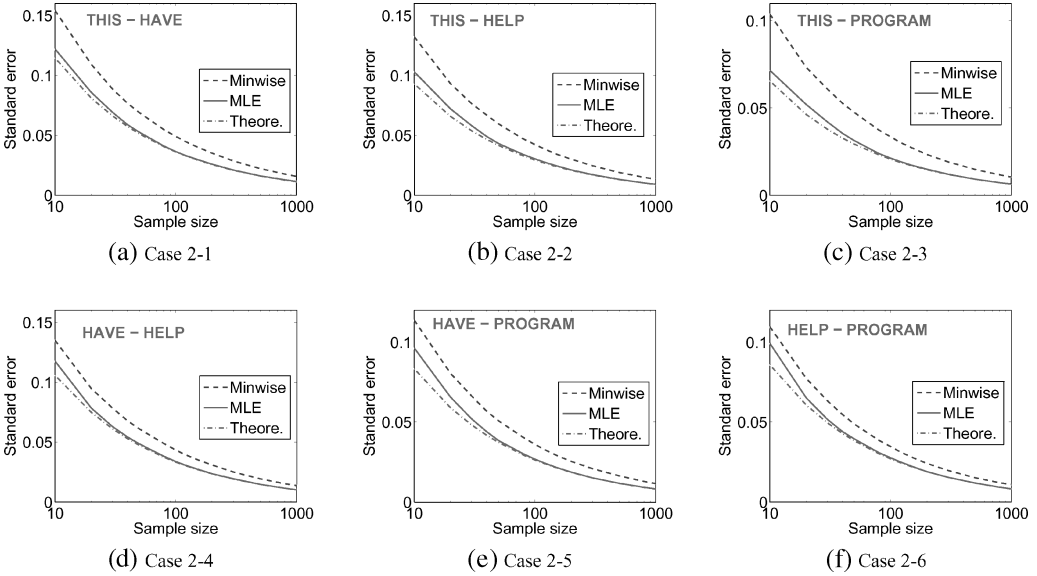 THIS − HAVE
Standard error
0.15
0.1
0.05
0
Minwise
MLE
Theore.
10
100
1000
Sample size
(a) Case 2-1
THIS − HELP
Standard error
0.15
0.1
0.05
0
Minwise
MLE
Theore.
10
100
1000
Sample size
(b) Case 2-2
THIS − PROGRAM
Standard error
0.1
0.05
0
Minwise
MLE
Theore.
10
100
1000
Sample size
(c) Case 2-3
HAVE − HELP
Standard error
0.15
0.1
0.05
0
Minwise
MLE
Theore.
10
100
1000
Sample size
(d) Case 2-4
HAVE − PROGRAM
Standard error
0.1
0.05
0
Minwise
MLE
Theore.
10
100
1000
Sample size
(e) Case 2-5
HELP − PROGRAM
Standard error
0.1
0.05
0
Minwise
MLE
Theore.
10
100
1000
Sample size
(f) Case 2-6